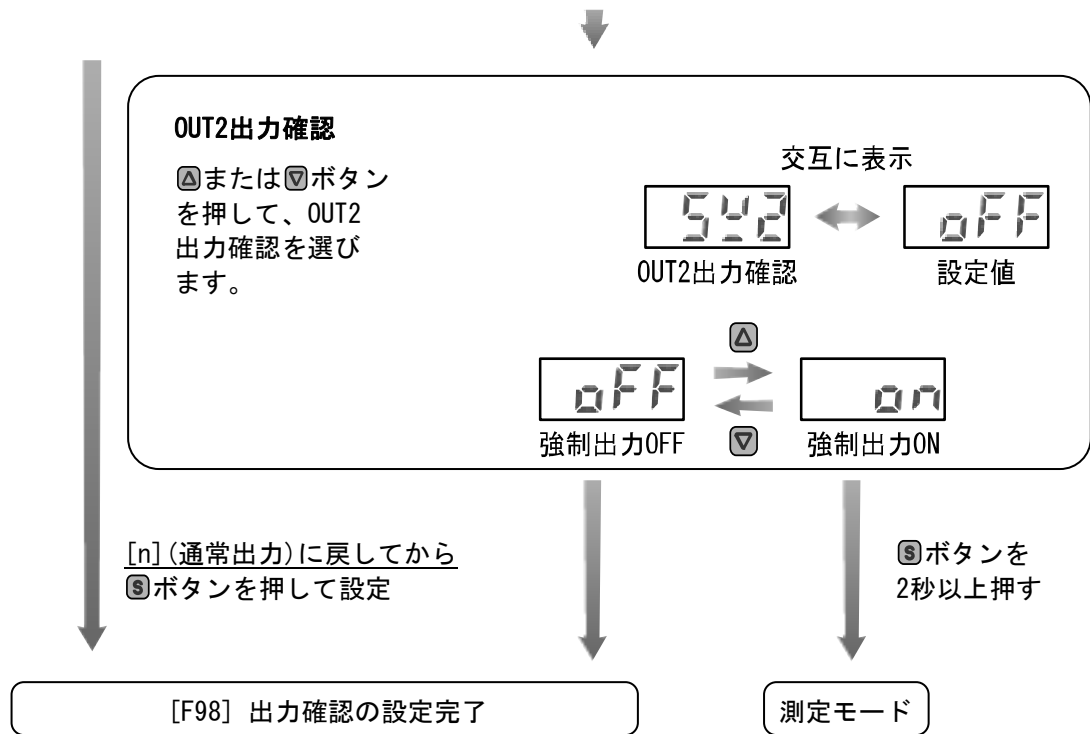 OUT2出力確認
△または▽ボタン
を押して、OUT2
出力確認を選び
ます。
交互に表示
Sw2
oFF
OUT2出力確認
設定値
△
oFF
on
強制出力OFF
▽
強制出力ON
[n](通常出力)に戻してから
Sボタンを押して設定
Sボタンを
2秒以上押す
[F98] 出力確認の設定完了
測定モード